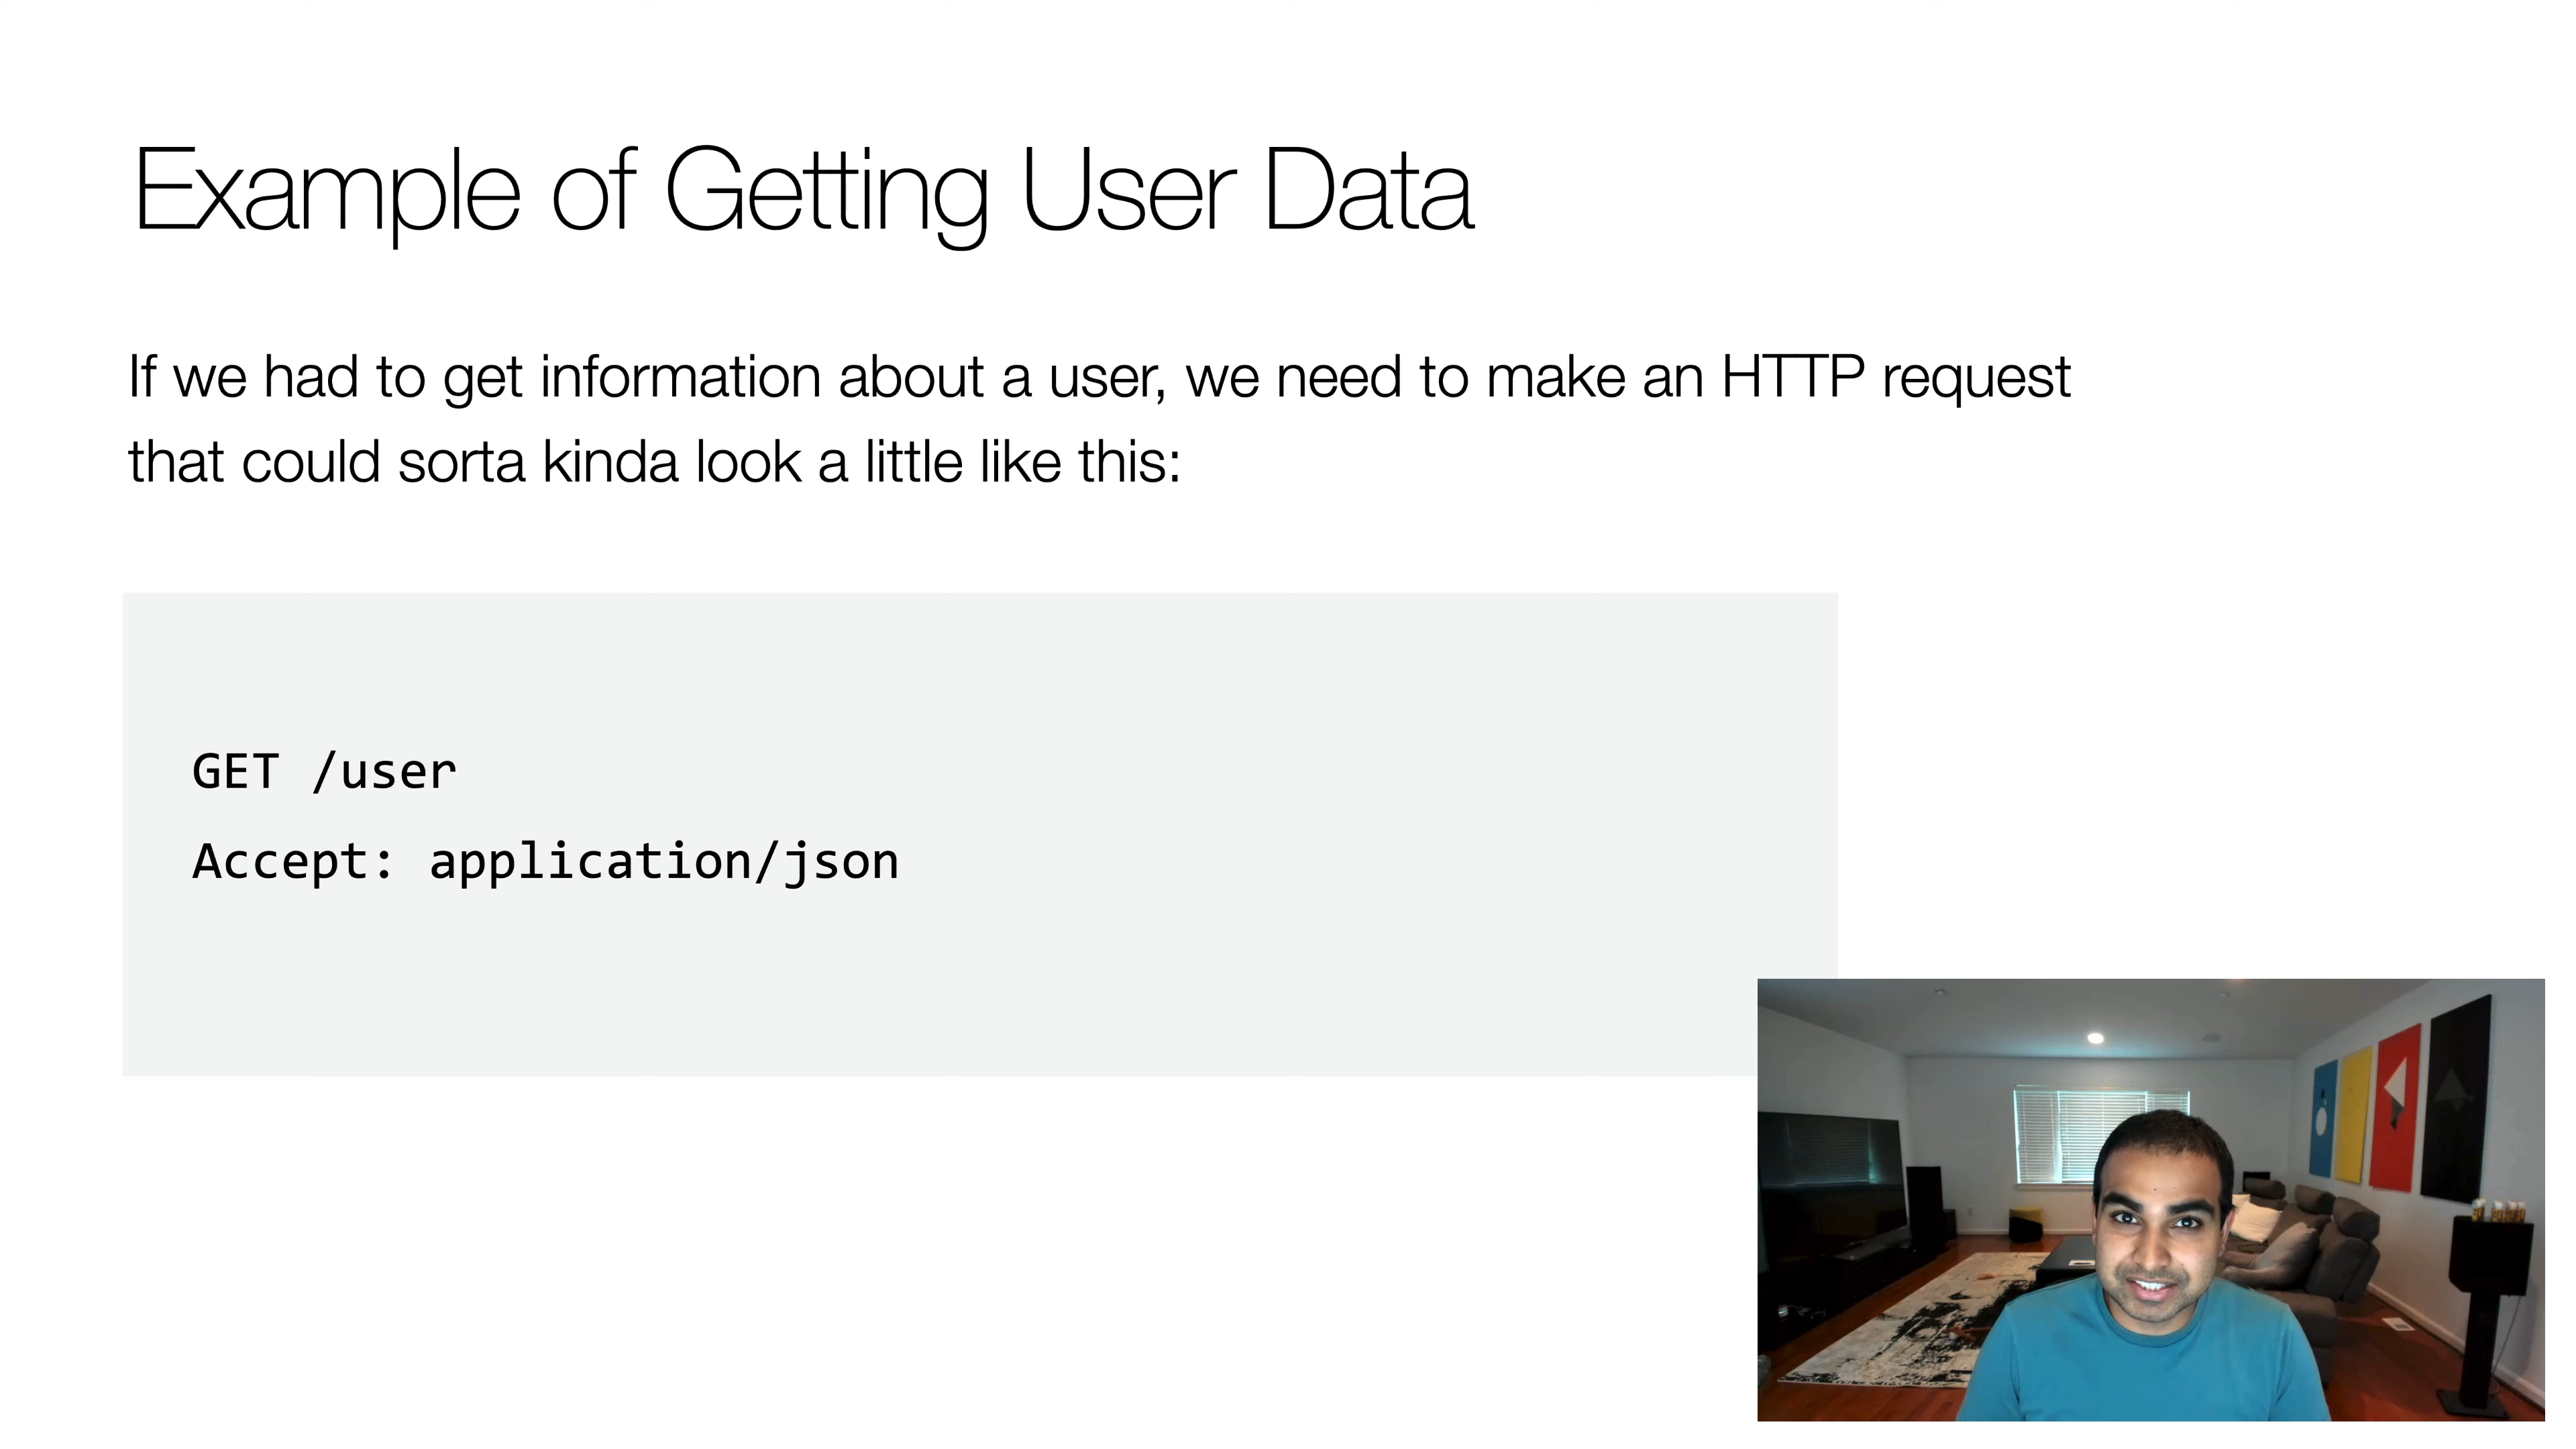 Example of Getting User Data
If we had to get information about a user, we need to make an HTTP request
that could sorta kinda look a little like this:
GET /user
Accept: application/json